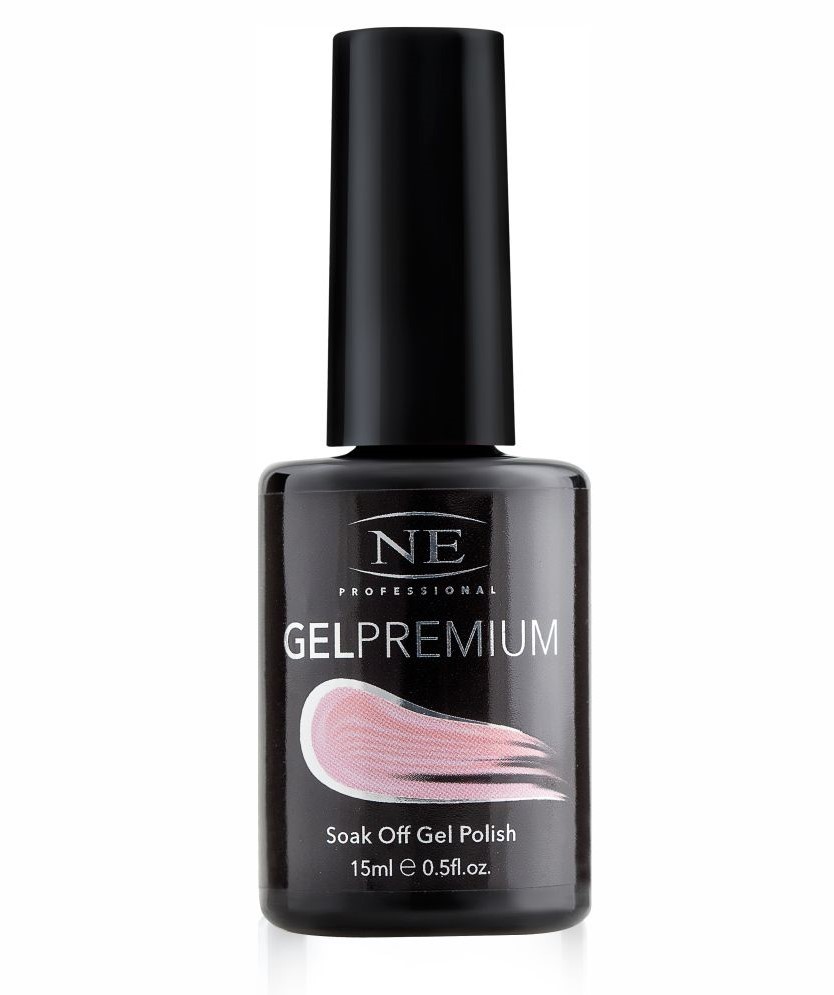 NE
PROFESSIONAL
GELPREMIUM
Soak Off Gel Polish
15ml ℮ 0.5fl.oz.